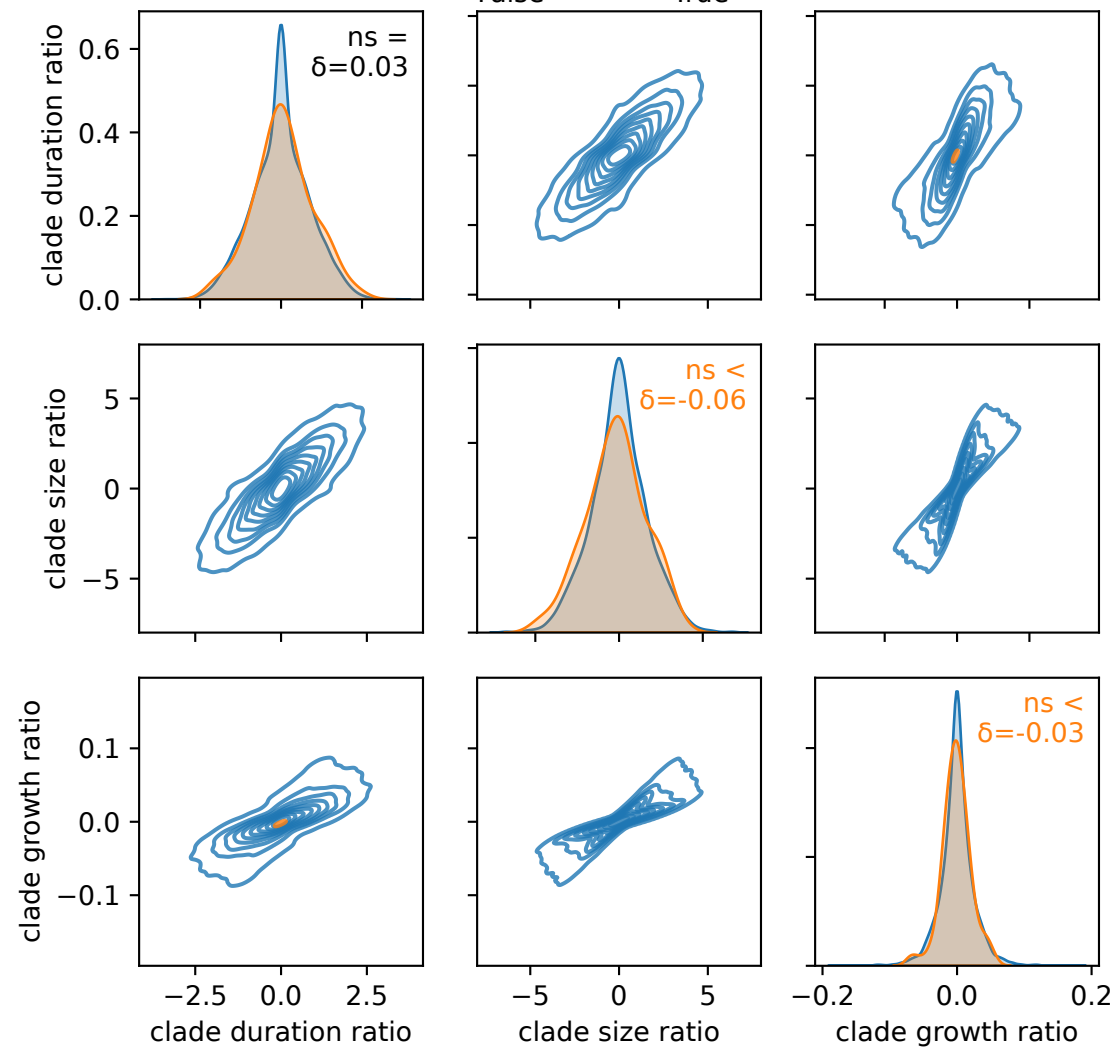 clade duration ratio
0.6
0.4
0.2
0.0
ns =
δ=0.03
clade size ratio
5
0
−5
ns <
δ=-0.06
clade growth ratio
0.1
0.0
−0.1
ns <
δ=-0.03
−2.5 0.0 2.5
clade duration ratio
−5 0 5
clade size ratio
−0.2 0.0 0.2
clade growth ratio